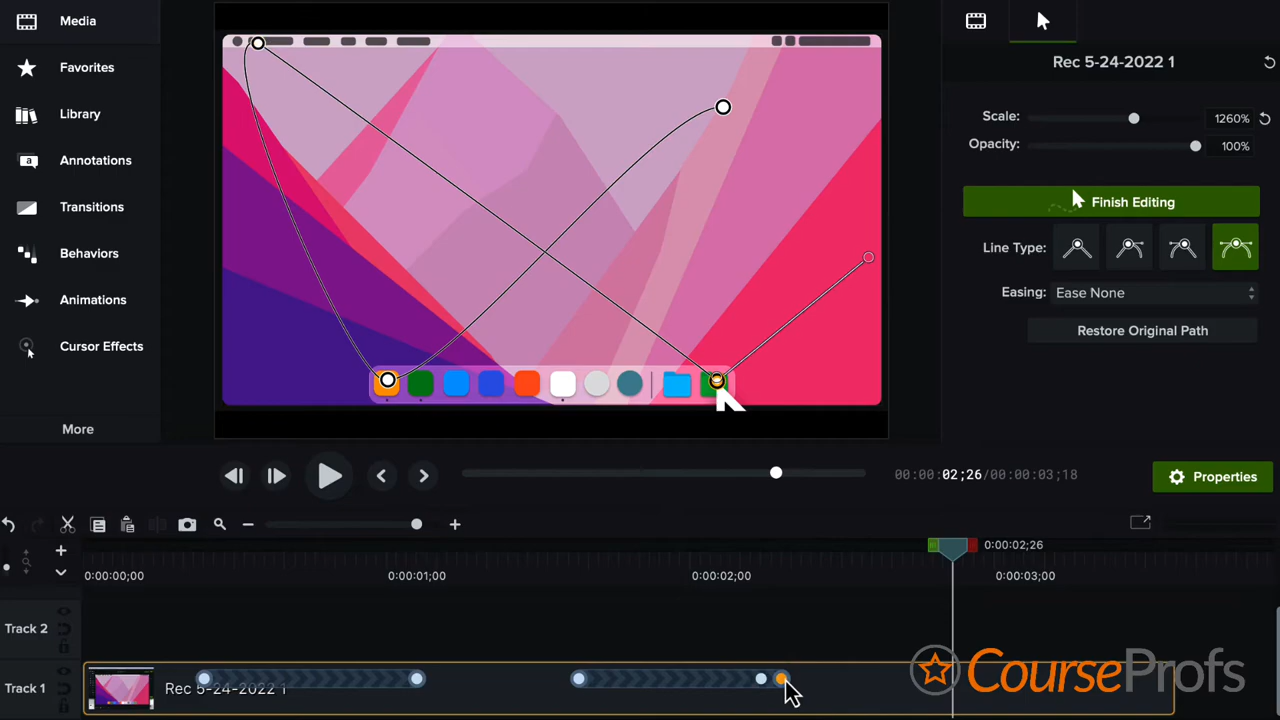 Media
Favorites
Library
Annotations
a
Transitions
Behaviors
Animations
Cursor Effects
More
Rec 5-24-2022 1
Scale: 1260%
Opacity: 100%
Finish Editing
Line Type:
Easing: Ease None
Restore Original Path
00:00:02;26/00:00:03;18
Properties
0:00:02;26
0:00:00;00 0:00:01;00 0:00:02;00 0:00:03;00
Track 2
Track 1
Rec 5-24-2022 1
CourseProfs